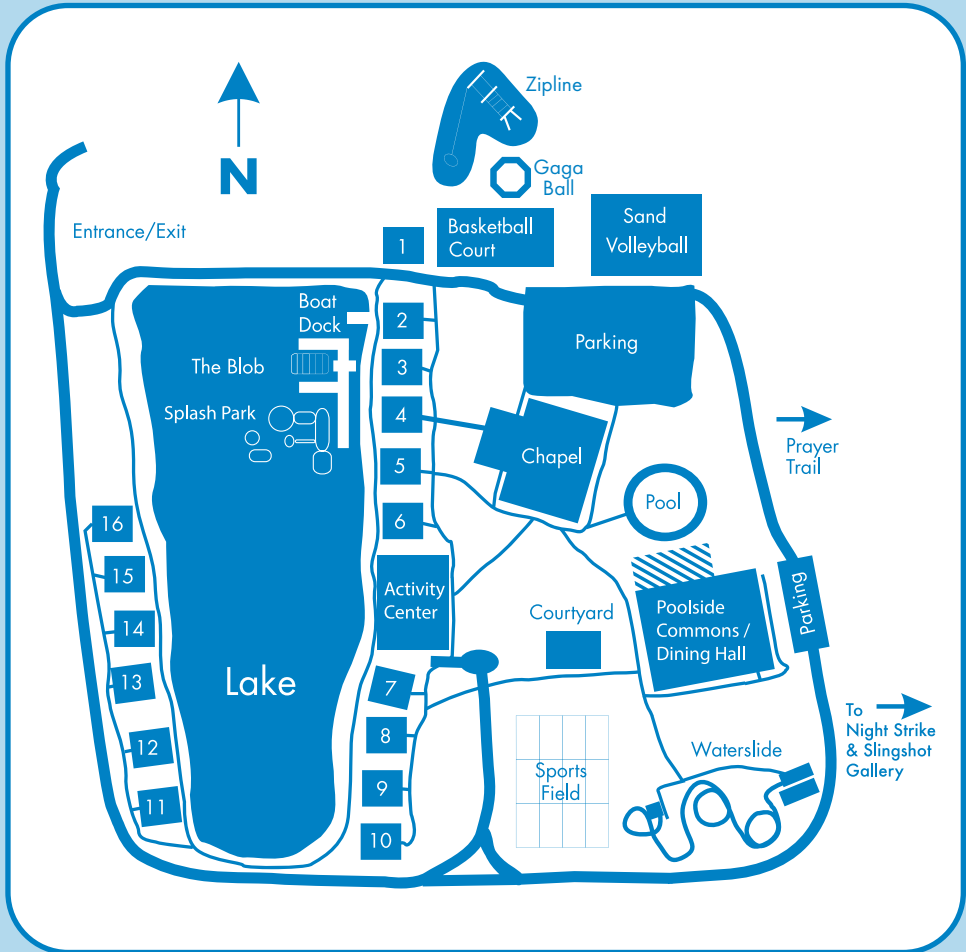 Zipline
N
Gaga
Ball
Entrance/Exit
1
Basketball
Court
Sand
Volleyball
Boat
Dock
2
The Blob
3
Parking
Splash Park
4
Chapel
5
Prayer
Trail
6
Pool
16
15
Activity
Center
14
Courtyard
Poolside
Commons /
Dining Hall
Parking
13
Lake
7
12
8
To
Night Strike
& Slingshot
Gallery
Waterslide
Sports
Field
11
9
10